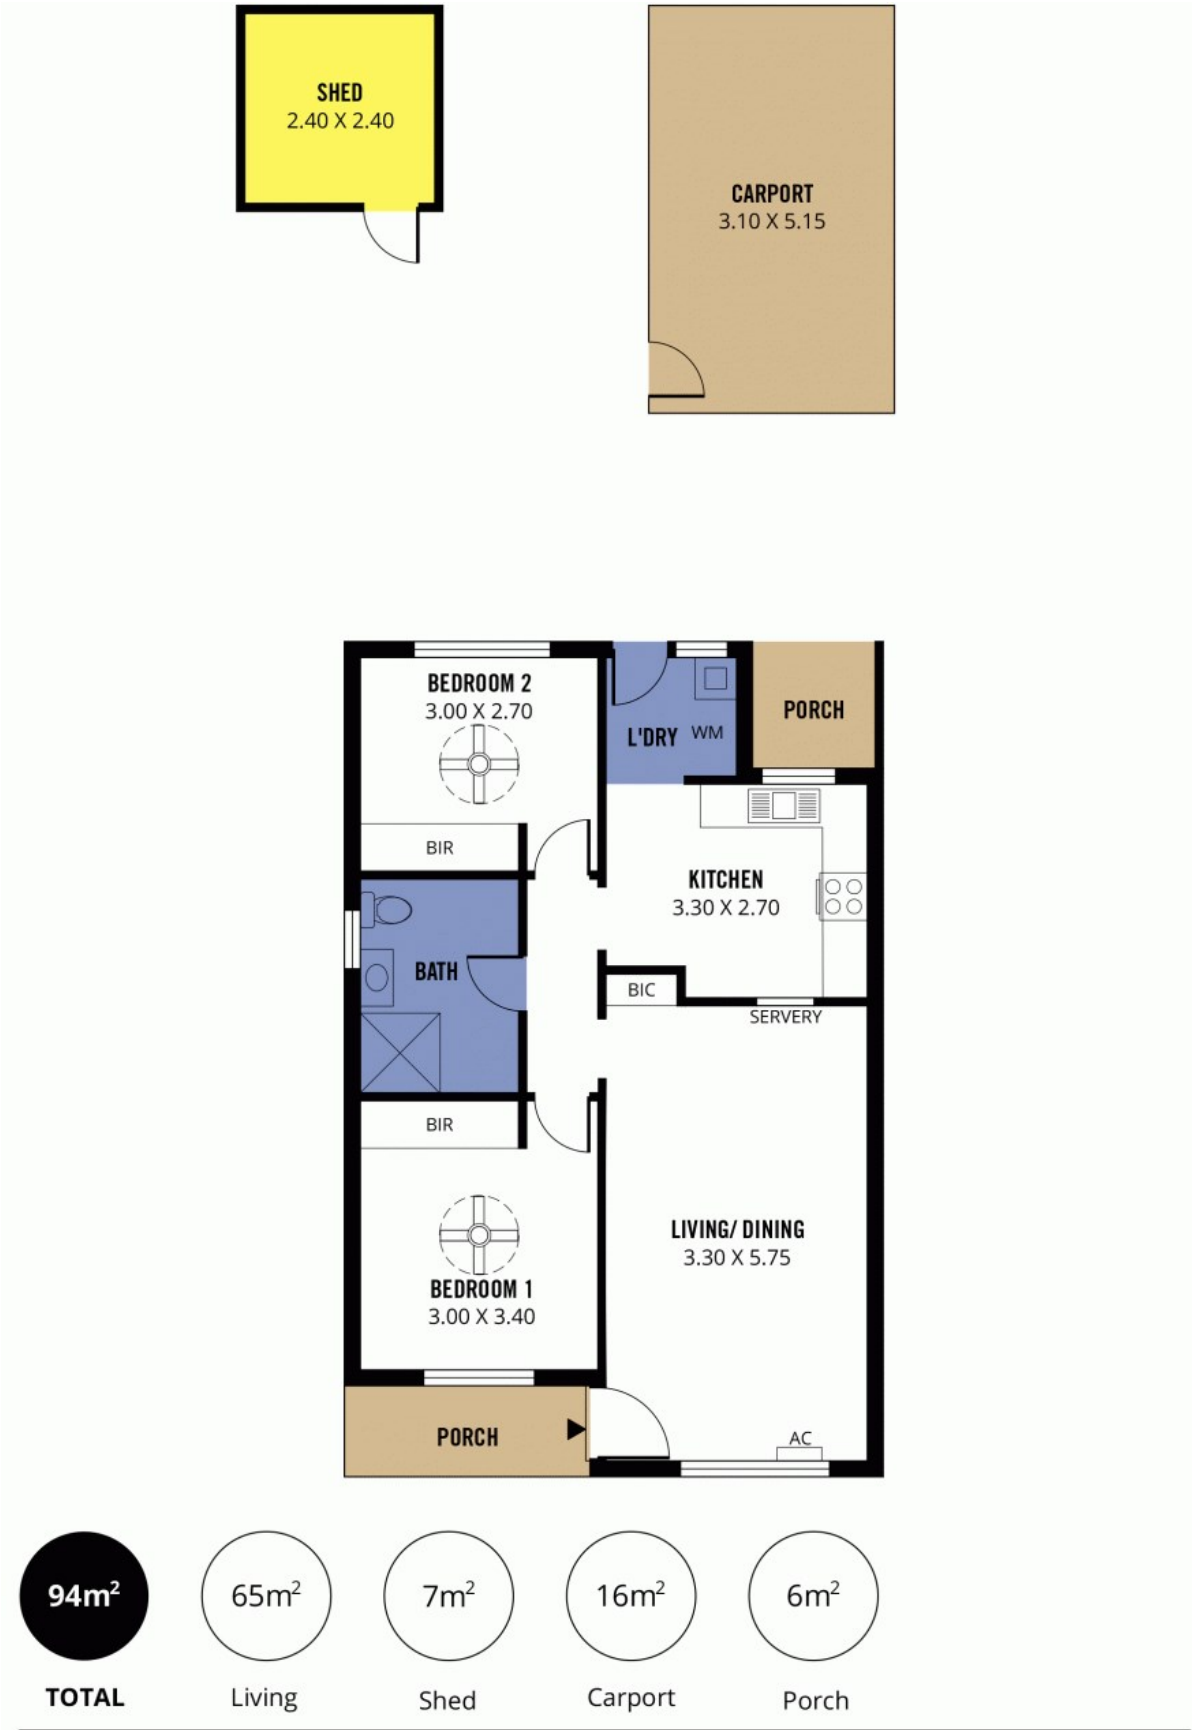 SHED
2.40 X 2.40
CARPORT
3.10 X 5.15
BEDROOM 2
3.00 X 2.70
L'DRY WM
PORCH
BIR
KITCHEN
3.30 X 2.70
BATH
BIC
SERVERY
BIR
LIVING/ DINING
3.30 X 5.75
BEDROOM 1
3.00 X 3.40
PORCH
AC
94m²
65m²
7m²
16m²
6m²
TOTAL
Living
Shed
Carport
Porch